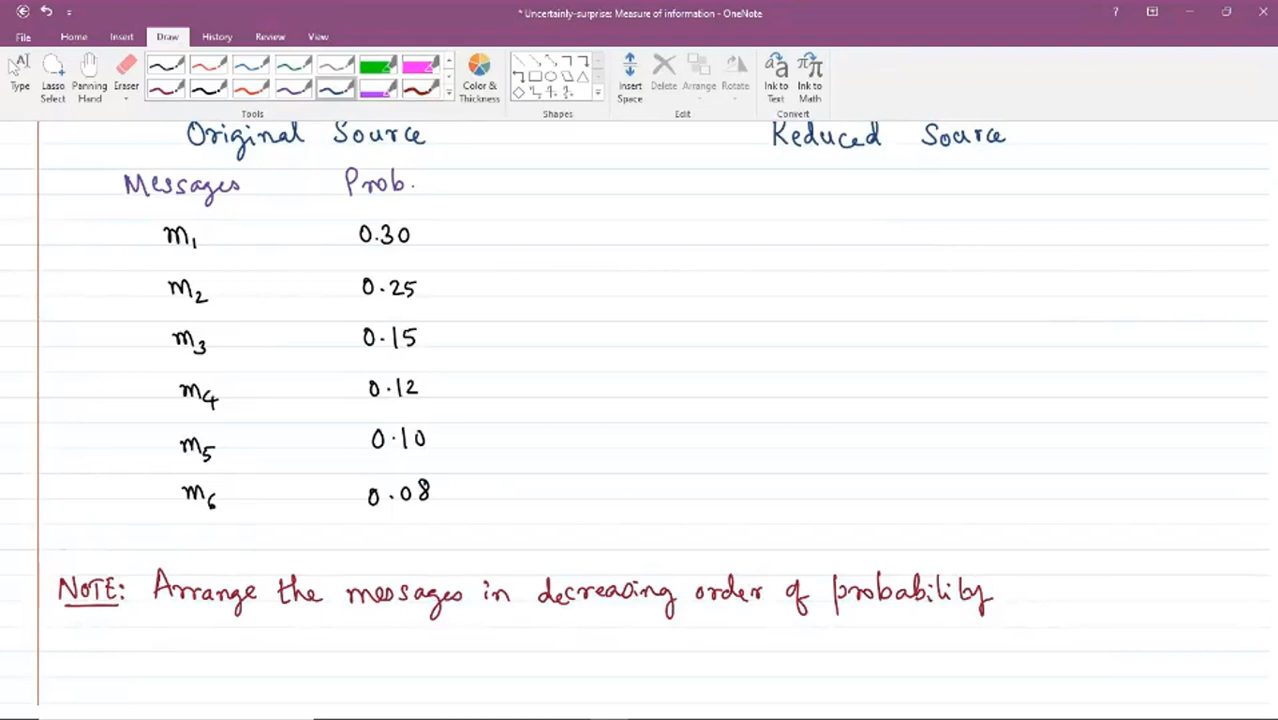 * Uncertainly-surprise: Measure of information - OneNote
?
File Home Insert Draw History Review View
Type Lasso Select Panning Hand Eraser Color & Thickness Insert Space Delete Arrange Rotate Ink to Text Ink to Math
Tools Shapes Edit Convert
Original Source Reduced Source
Messages Prob.
m1 0.30
m2 0.25
m3 0.15
m4 0.12
m5 0.10
m6 0.08
NOTE: Arrange the messages in decreasing order of probability